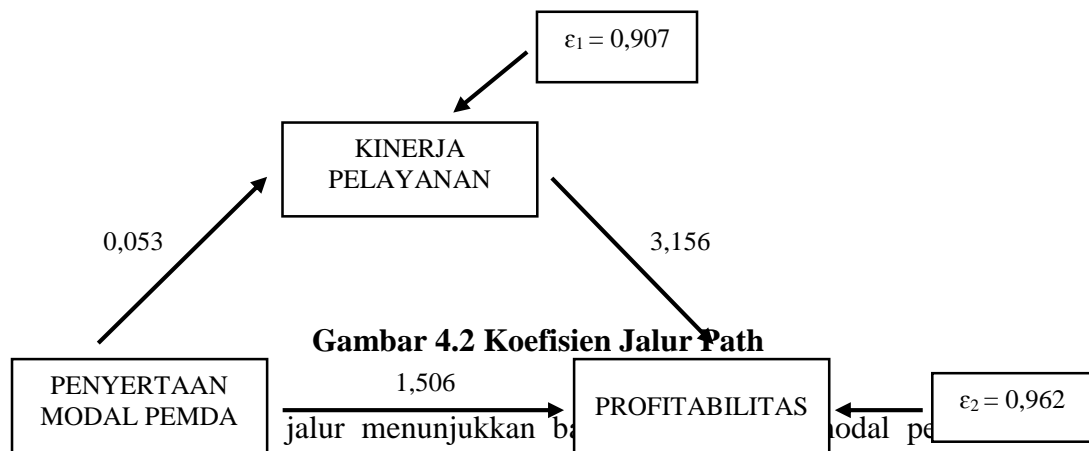 ε₁ = 0,907
KINERJA
PELAYANAN
0,053
3,156
Gambar 4.2 Koefisien Jalur Path
PENYERTAAN
MODAL PEMDA
1,506
PROFITABILITAS
ε₂ = 0,962
jalur menunjukkan